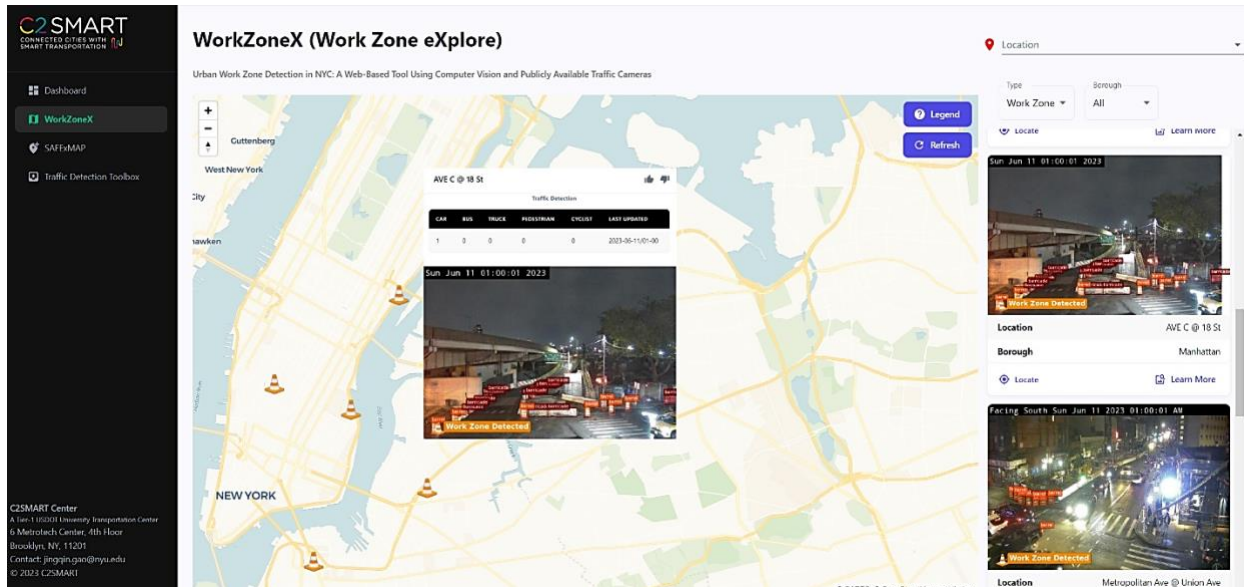 C2SMART
CONNECTED CITIES WITH
SMART TRANSPORTATION
Dashboard
WorkZoneX
SAFExMAP
Traffic Detection Toolbox
C2SMART Center
A Tier-1 USDOT University Transportation Center
6 Metrotech Center, 4th Floor
Brooklyn, NY, 11201
Contact: jingqin.gao@nyu.edu
© 2023 C2SMART
WorkZoneX (Work Zone eXplore)
Urban Work Zone Detection in NYC: A Web-Based Tool Using Computer Vision and Publicly Available Traffic Cameras
+
−
Guttenberg
West New York
City
hawken
NEW YORK
Legend
Refresh
AVE C @ 18 St
Traffic Detection
CAR BUS TRUCK PEDESTRIAN CYCLIST LAST UPDATED
1 0 0 0 0 2023-06-11/01-00
Sun Jun 11 01:00:01 2023
Work Zone Detected
Location
Type
Borough
Work Zone
All
Locate
Learn More
Sun Jun 11 01:00:01 2023
Work Zone Detected
Location AVE C @ 18 St
Borough Manhattan
Locate
Learn More
Facing South Sun Jun 11 2023 01:00:01 AM
Work Zone Detected
Location Metropolitan Ave @ Union Ave